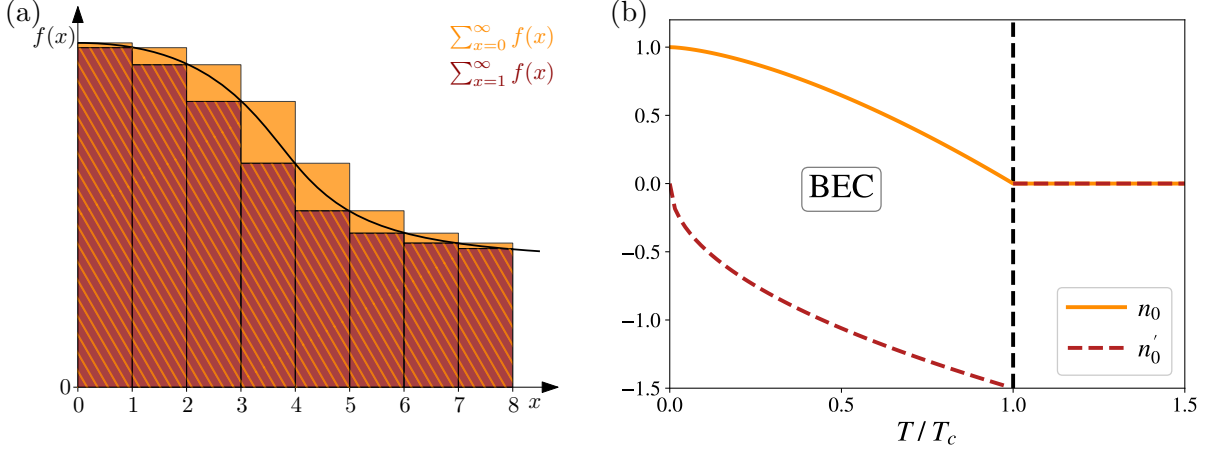 (a)
f(x)
∑_{x=0}^{∞} f(x)
∑_{x=1}^{∞} f(x)
0
0 1 2 3 4 5 6 7 8 x
(b)
1.0
0.5
0.0
−0.5
−1.0
−1.5
BEC
n_0
n_0^′
0.0 0.5 1.0 1.5
T / T_c